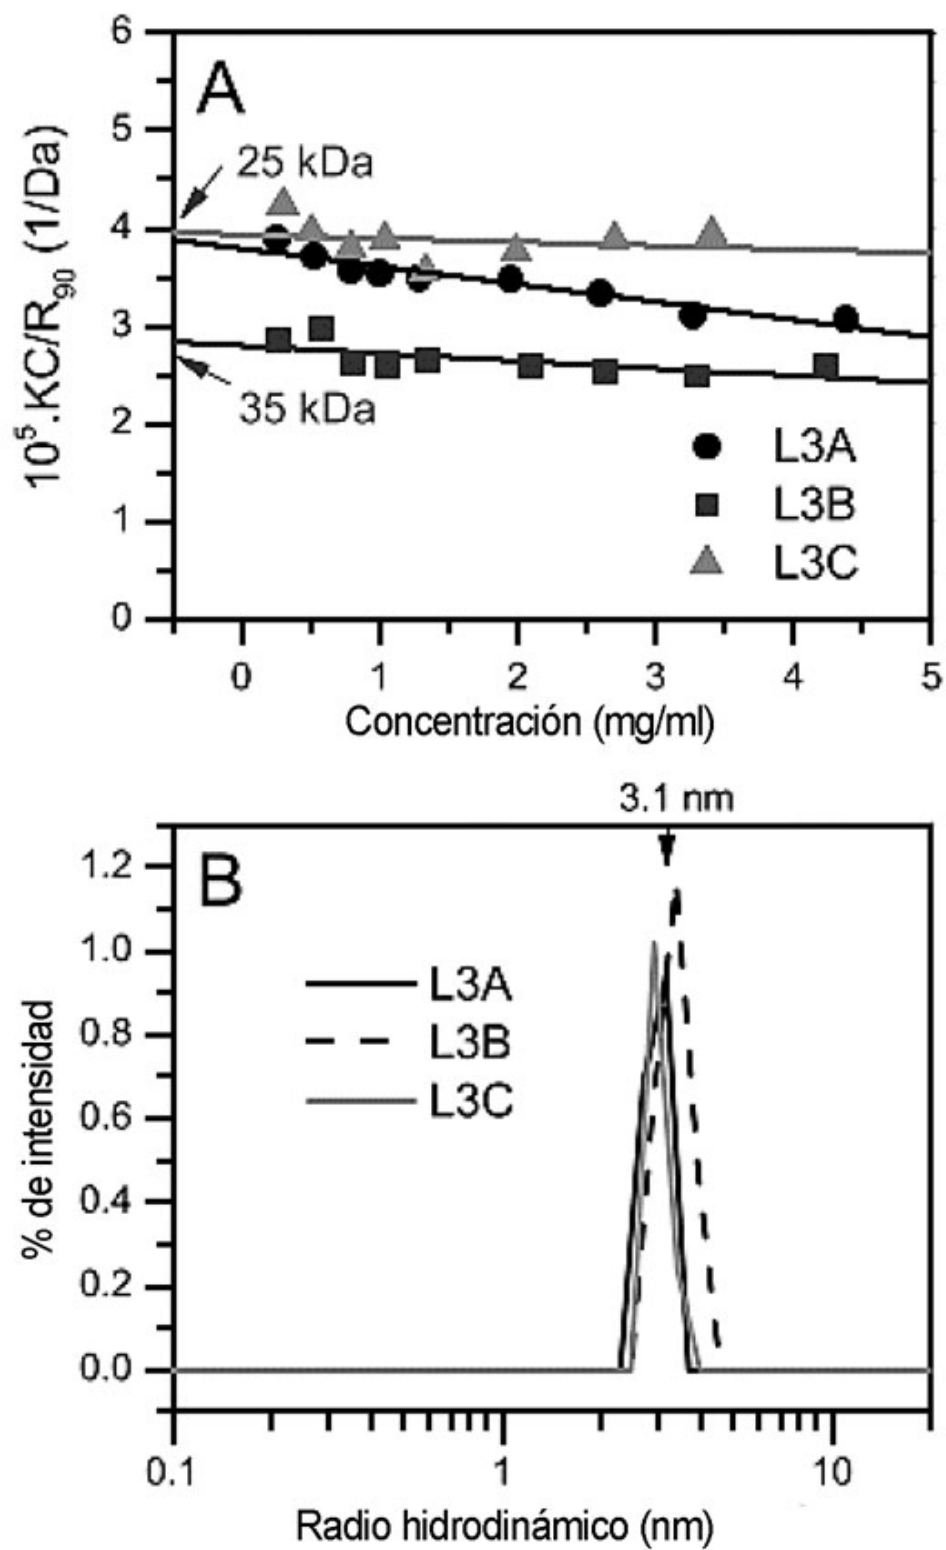 A
10⁵.KC/R₉₀ (1/Da)
6
5
4
3
2
1
0
25 kDa
35 kDa
L3A
L3B
L3C
0 1 2 3 4 5
Concentración (mg/ml)
3.1 nm
B
% de intensidad
1.2
1.0
0.8
0.6
0.4
0.2
0.0
L3A
L3B
L3C
0.1 1 10
Radio hidrodinámico (nm)